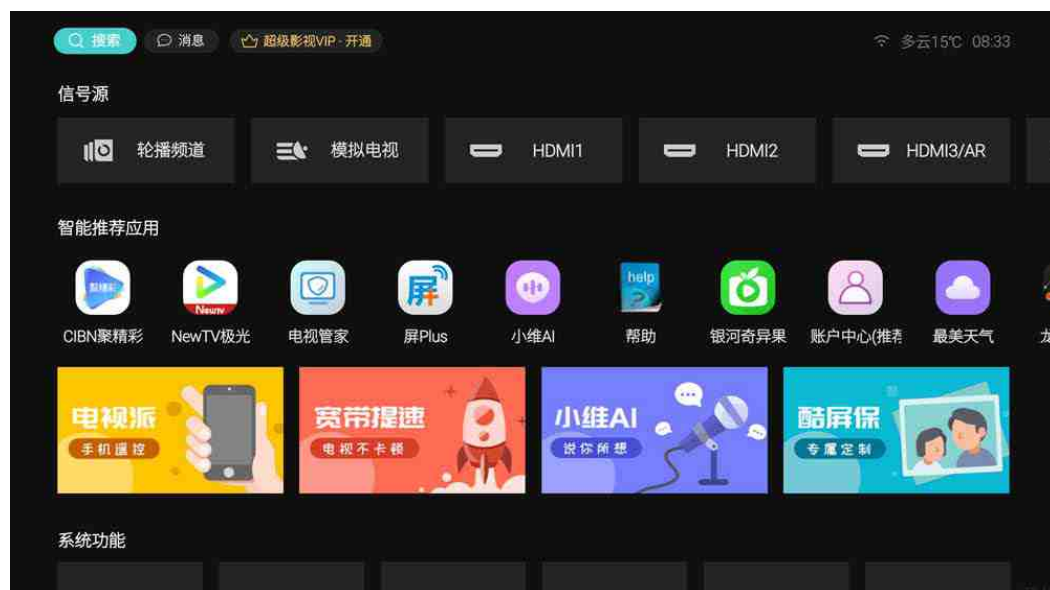 搜索 消息 超级影视VIP·开通 多云15℃ 08:33
信号源
轮播频道 模拟电视 HDMI1 HDMI2 HDMI3/AR
智能推荐应用
help
Newtv
CIBN聚精彩 NewTV极光 电视管家 屏Plus 小维AI 帮助 银河奇异果 账户中心(推荐 最美天气
电视派 宽带提速 小维AI 酷屏保
手机遥控 电视不卡顿 说你所想 专属定制
系统功能